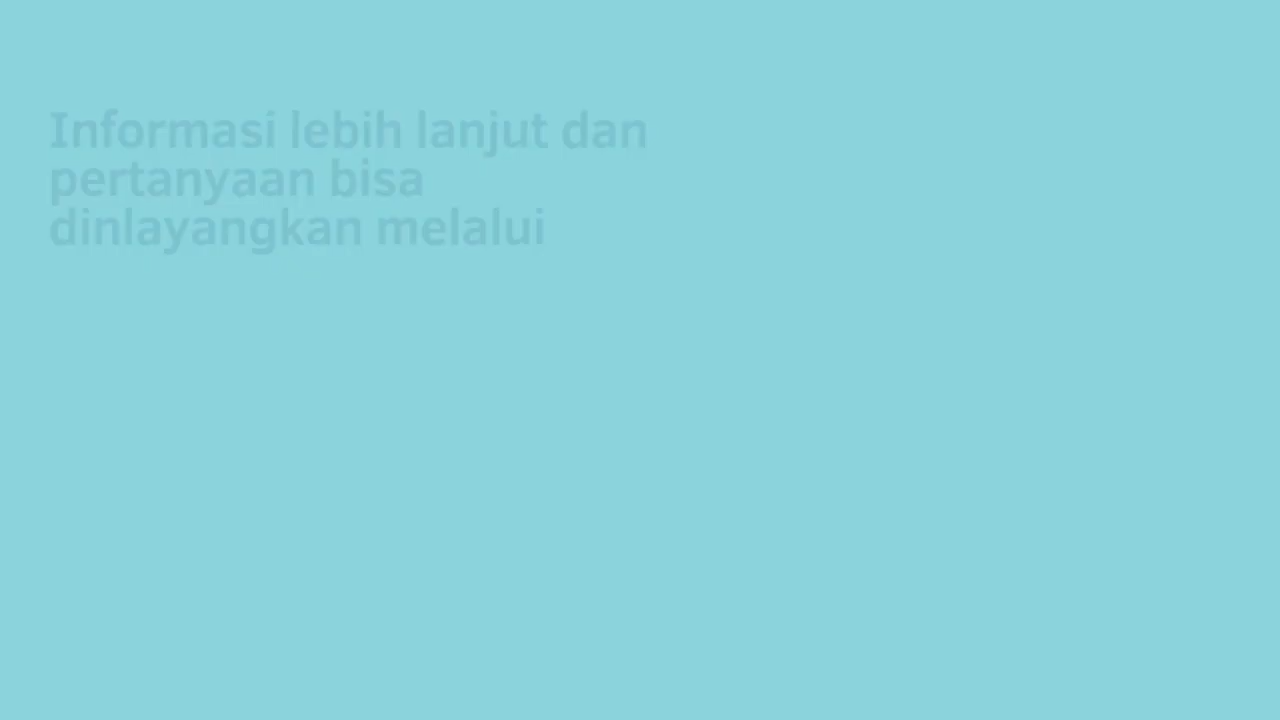 Informasi lebih lanjut dan
pertanyaan bisa
dinlayangkan melalui